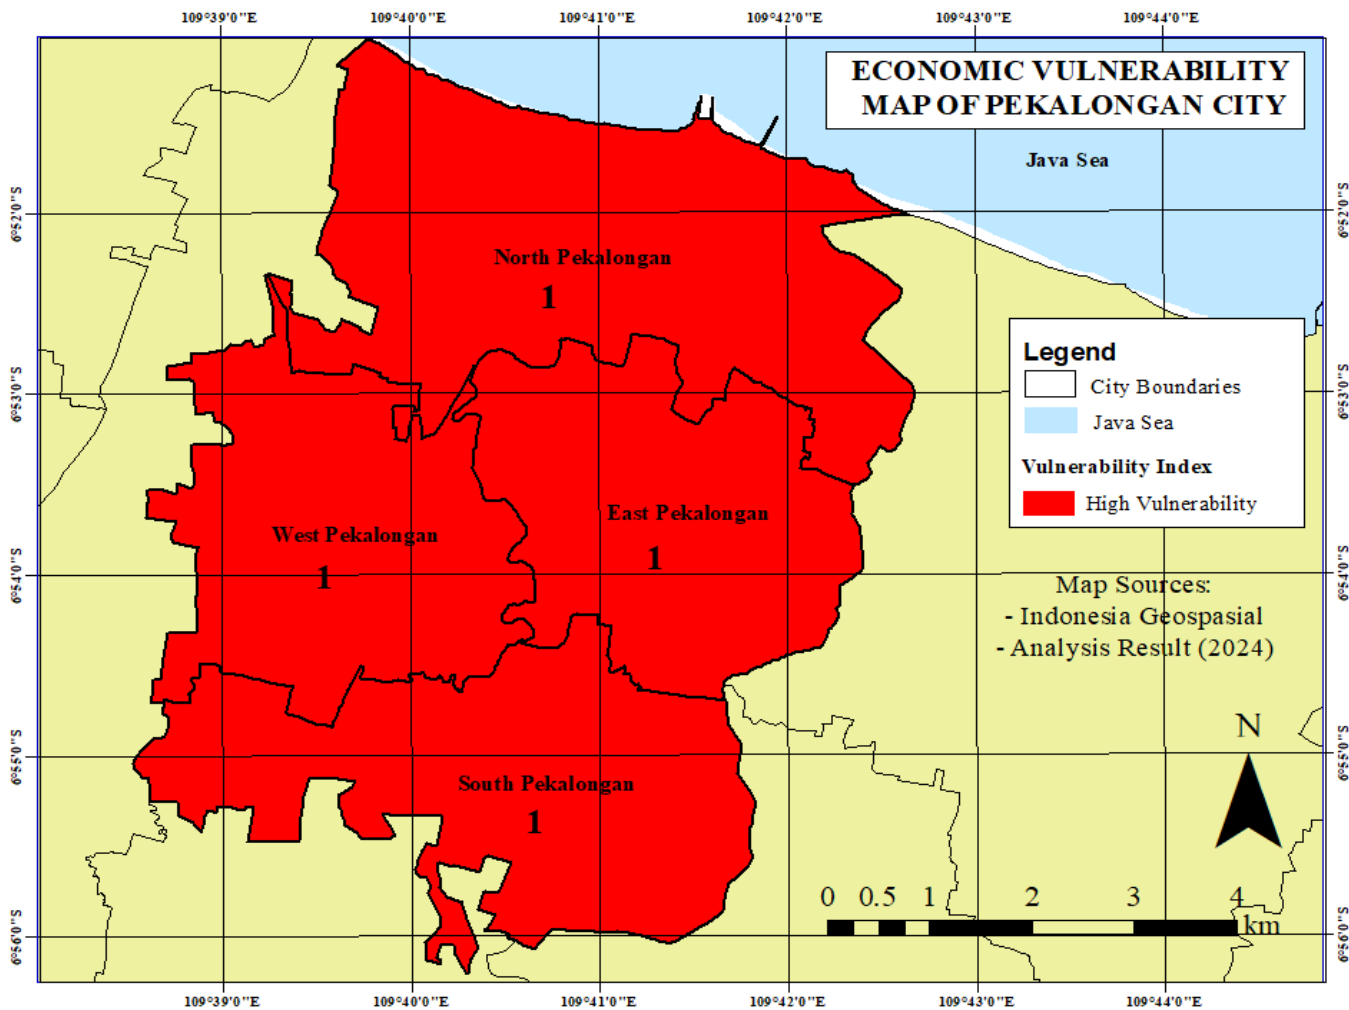 109°39'0"E 109°40'0"E 109°41'0"E 109°42'0"E 109°43'0"E 109°44'0"E
ECONOMIC VULNERABILITY
MAP OF PEKALONGAN CITY
Java Sea
6°52'0"S 6°52'0"S
North Pekalongan
1
Legend
City Boundaries
Java Sea
Vulnerability Index
High Vulnerability
6°53'0"S 6°53'0"S
West Pekalongan
1
East Pekalongan
1
6°54'0"S 6°54'0"S
Map Sources:
- Indonesia Geospasial
- Analysis Result (2024)
N
6°55'0"S 6°55'0"S
South Pekalongan
1
0 0.5 1 2 3 4
km
6°56'0"S 6°56'0"S
109°39'0"E 109°40'0"E 109°41'0"E 109°42'0"E 109°43'0"E 109°44'0"E